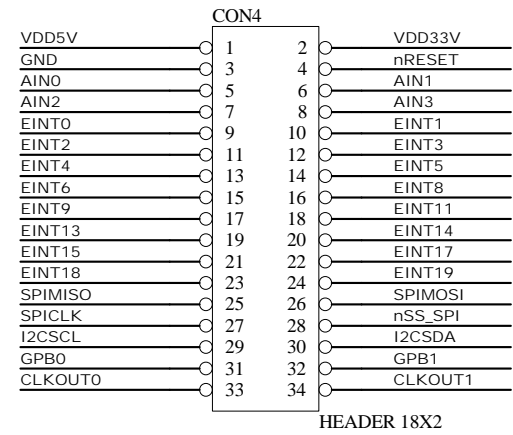 CON4
VDD5V 1 2 VDD33V
GND 3 4 nRESET
AIN0 5 6 AIN1
AIN2 7 8 AIN3
EINT0 9 10 EINT1
EINT2 11 12 EINT3
EINT4 13 14 EINT5
EINT6 15 16 EINT8
EINT9 17 18 EINT11
EINT13 19 20 EINT14
EINT15 21 22 EINT17
EINT18 23 24 EINT19
SPIMISO 25 26 SPIMOSI
SPICLK 27 28 nSS_SPI
I2CSCL 29 30 I2CSDA
GPB0 31 32 GPB1
CLKOUT0 33 34 CLKOUT1
HEADER 18X2